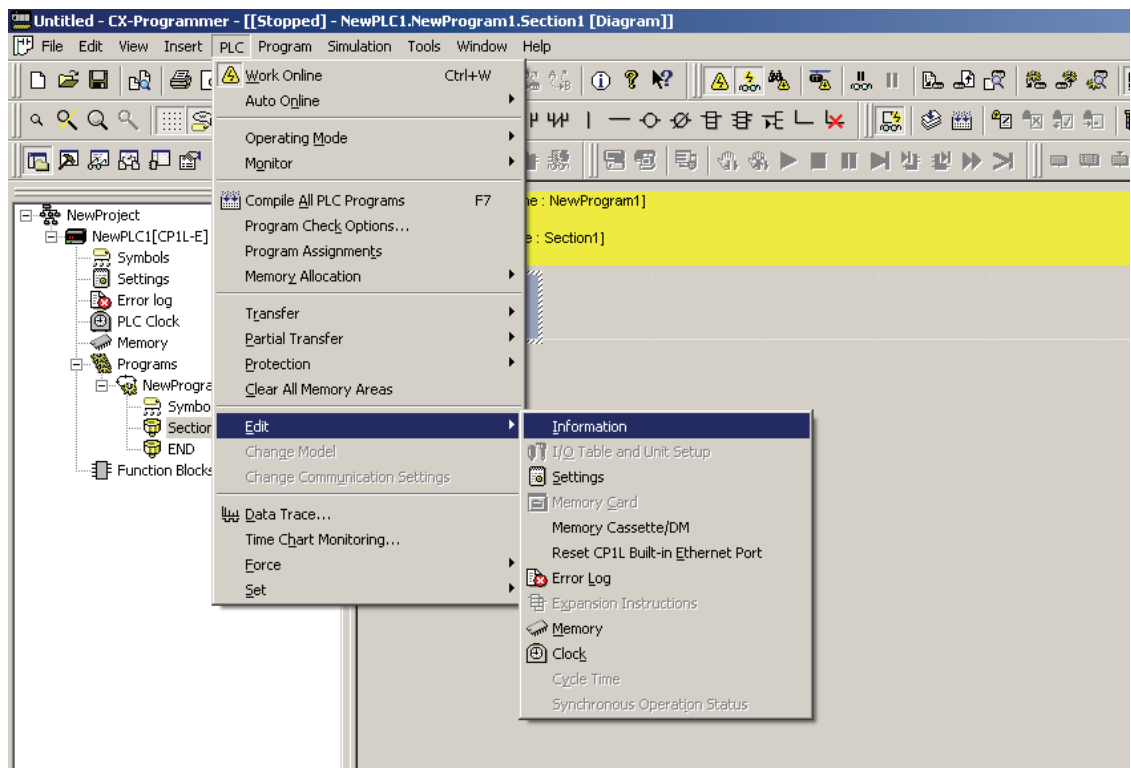 Untitled - CX-Programmer - [[Stopped] - NewPLC1.NewProgram1.Section1 [Diagram]]
File Edit View Insert PLC Program Simulation Tools Window Help
Work Online Ctrl+W
Auto Online
Operating Mode
Monitor
Compile All PLC Programs F7
Program Check Options...
Program Assignments
Memory Allocation
Transfer
Partial Transfer
Protection
Clear All Memory Areas
Edit
Change Model
Change Communication Settings
Data Trace...
Time Chart Monitoring...
Force
Set
Information
I/O Table and Unit Setup
Settings
Memory Card
Memory Cassette/DM
Reset CP1L Built-in Ethernet Port
Error Log
Expansion Instructions
Memory
Clock
Cycle Time
Synchronous Operation Status
NewProject
NewPLC1[CP1L-E]
Symbols
Settings
Error log
PLC Clock
Memory
Programs
NewProgra
Symbo
Section
END
Function Blocks
e : NewProgram1]
e : Section1]